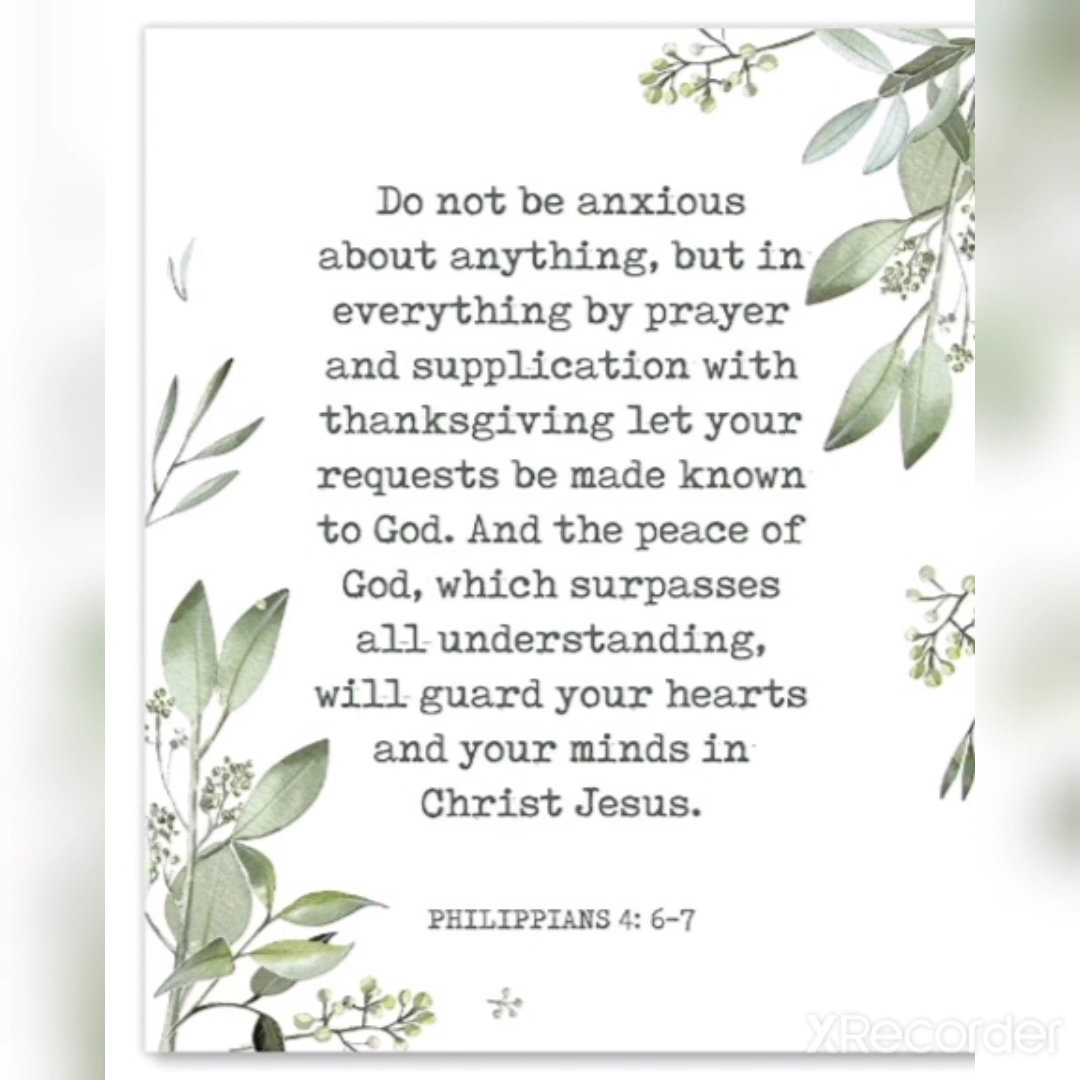 Do not be anxious
about anything, but in
everything by prayer
and supplication with
thanksgiving let your
requests be made known
to God. And the peace of
God, which surpasses
all understanding,
will guard your hearts
and your minds in
Christ Jesus.
PHILIPPIANS 4: 6-7
XRecorder